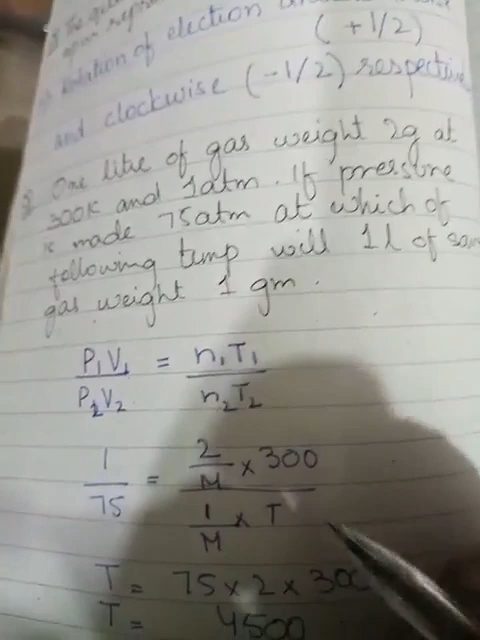 Rotation of election
(+1/2)
and clockwise (-1/2) respective
One litre of gas weight 2g at
300K and 1atm. If pressure
is made 75atm at which of
following temp will 1l of sam
gas weight 1 gm.
P₁V₁ = n₁T₁
P₂V₂ n₂T₂
1 = 2/M × 300
75 1/M × T
T = 75×2×300
T = 4500